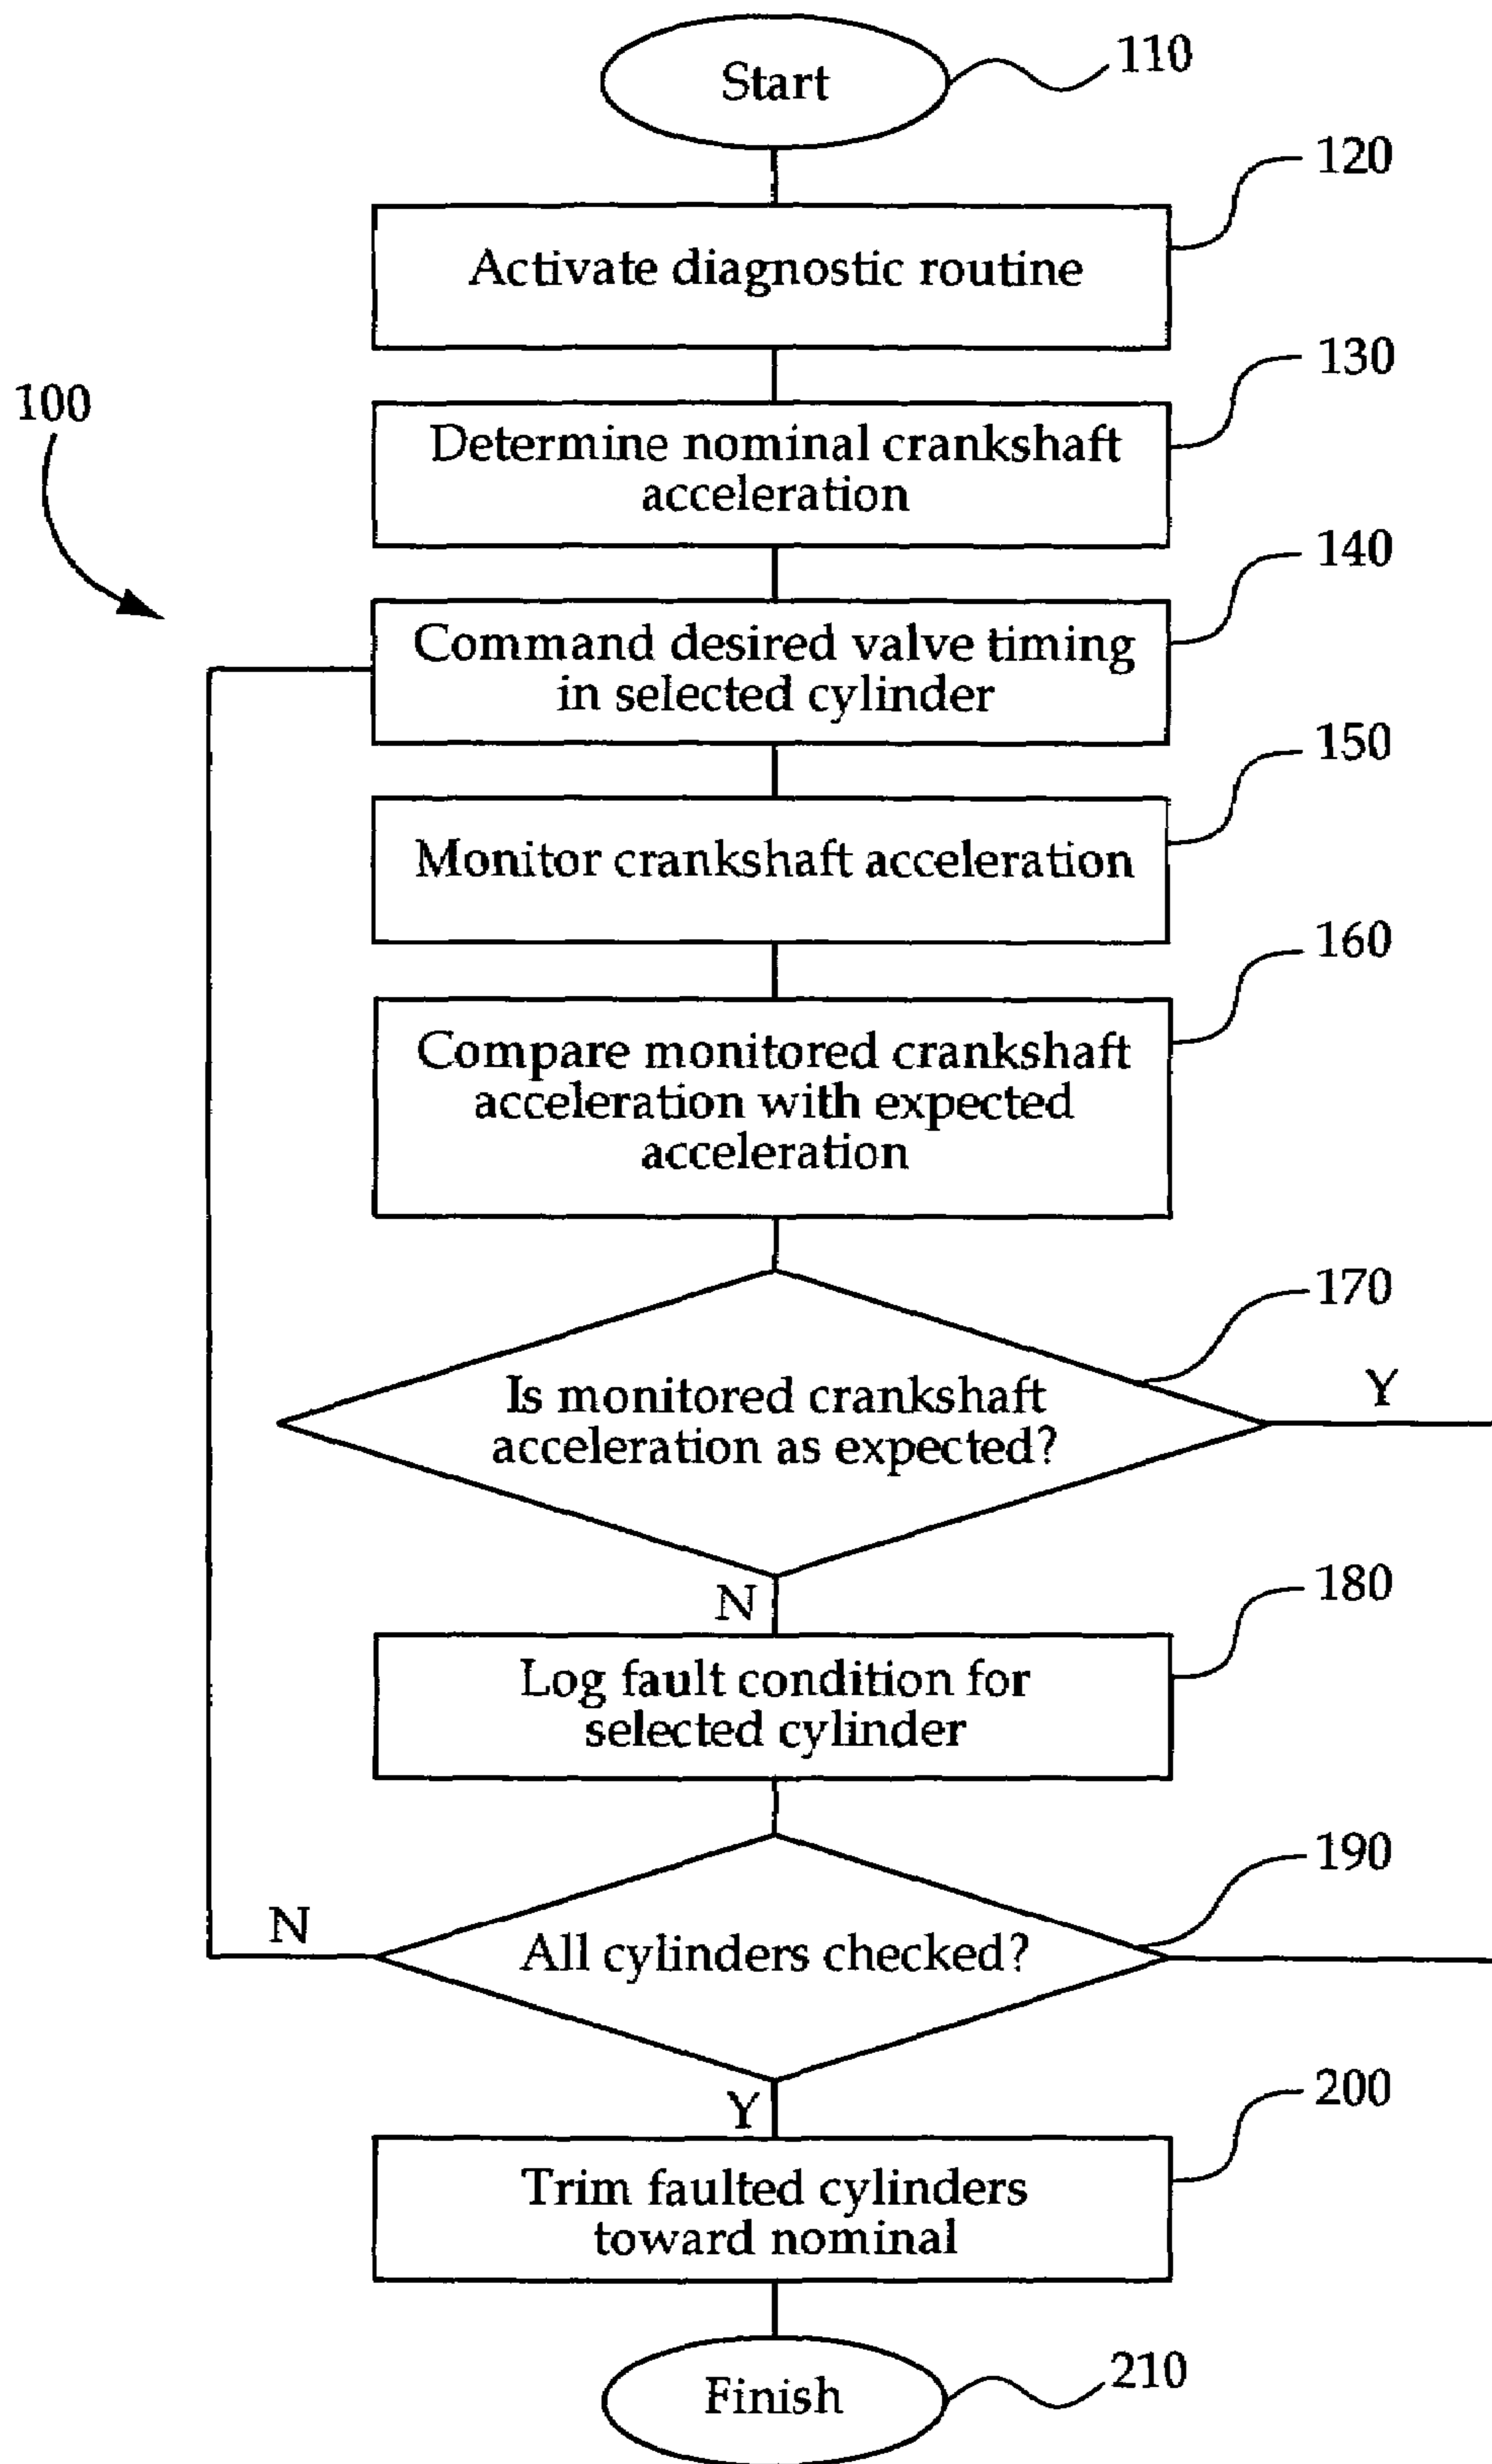 Start
110
120
Activate diagnostic routine
130
100
Determine nominal crankshaft
acceleration
140
Command desired valve timing
in selected cylinder
150
Monitor crankshaft acceleration
160
Compare monitored crankshaft
acceleration with expected
acceleration
170
Y
Is monitored crankshaft
acceleration as expected?
N
180
Log fault condition for
selected cylinder
190
N
All cylinders checked?
Y
200
Trim faulted cylinders
toward nominal
210
Finish